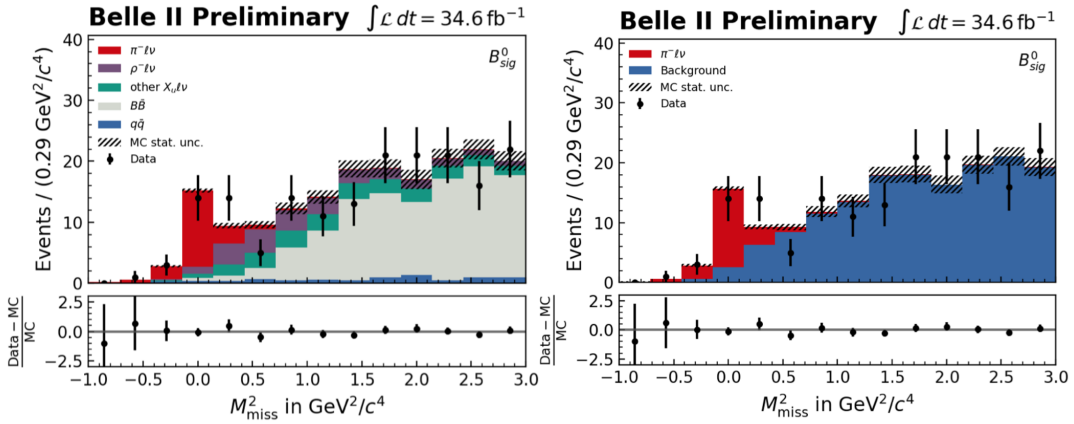 Belle II Preliminary ∫ℒ dt = 34.6 fb⁻¹
Events / (0.29 GeV²/c⁴)
40
30
20
10
0
π⁻ℓν
ρ⁻ℓν
other Xᵤℓν
BB̄
qq̄
MC stat. unc.
Data
B⁰sig
Data − MC
MC
2.5
0.0
−2.5
−1.0 −0.5 0.0 0.5 1.0 1.5 2.0 2.5 3.0
M²miss in GeV²/c⁴
Belle II Preliminary ∫ℒ dt = 34.6 fb⁻¹
Events / (0.29 GeV²/c⁴)
40
30
20
10
0
π⁻ℓν
Background
MC stat. unc.
Data
B⁰sig
Data − MC
MC
2.5
0.0
−2.5
−1.0 −0.5 0.0 0.5 1.0 1.5 2.0 2.5 3.0
M²miss in GeV²/c⁴